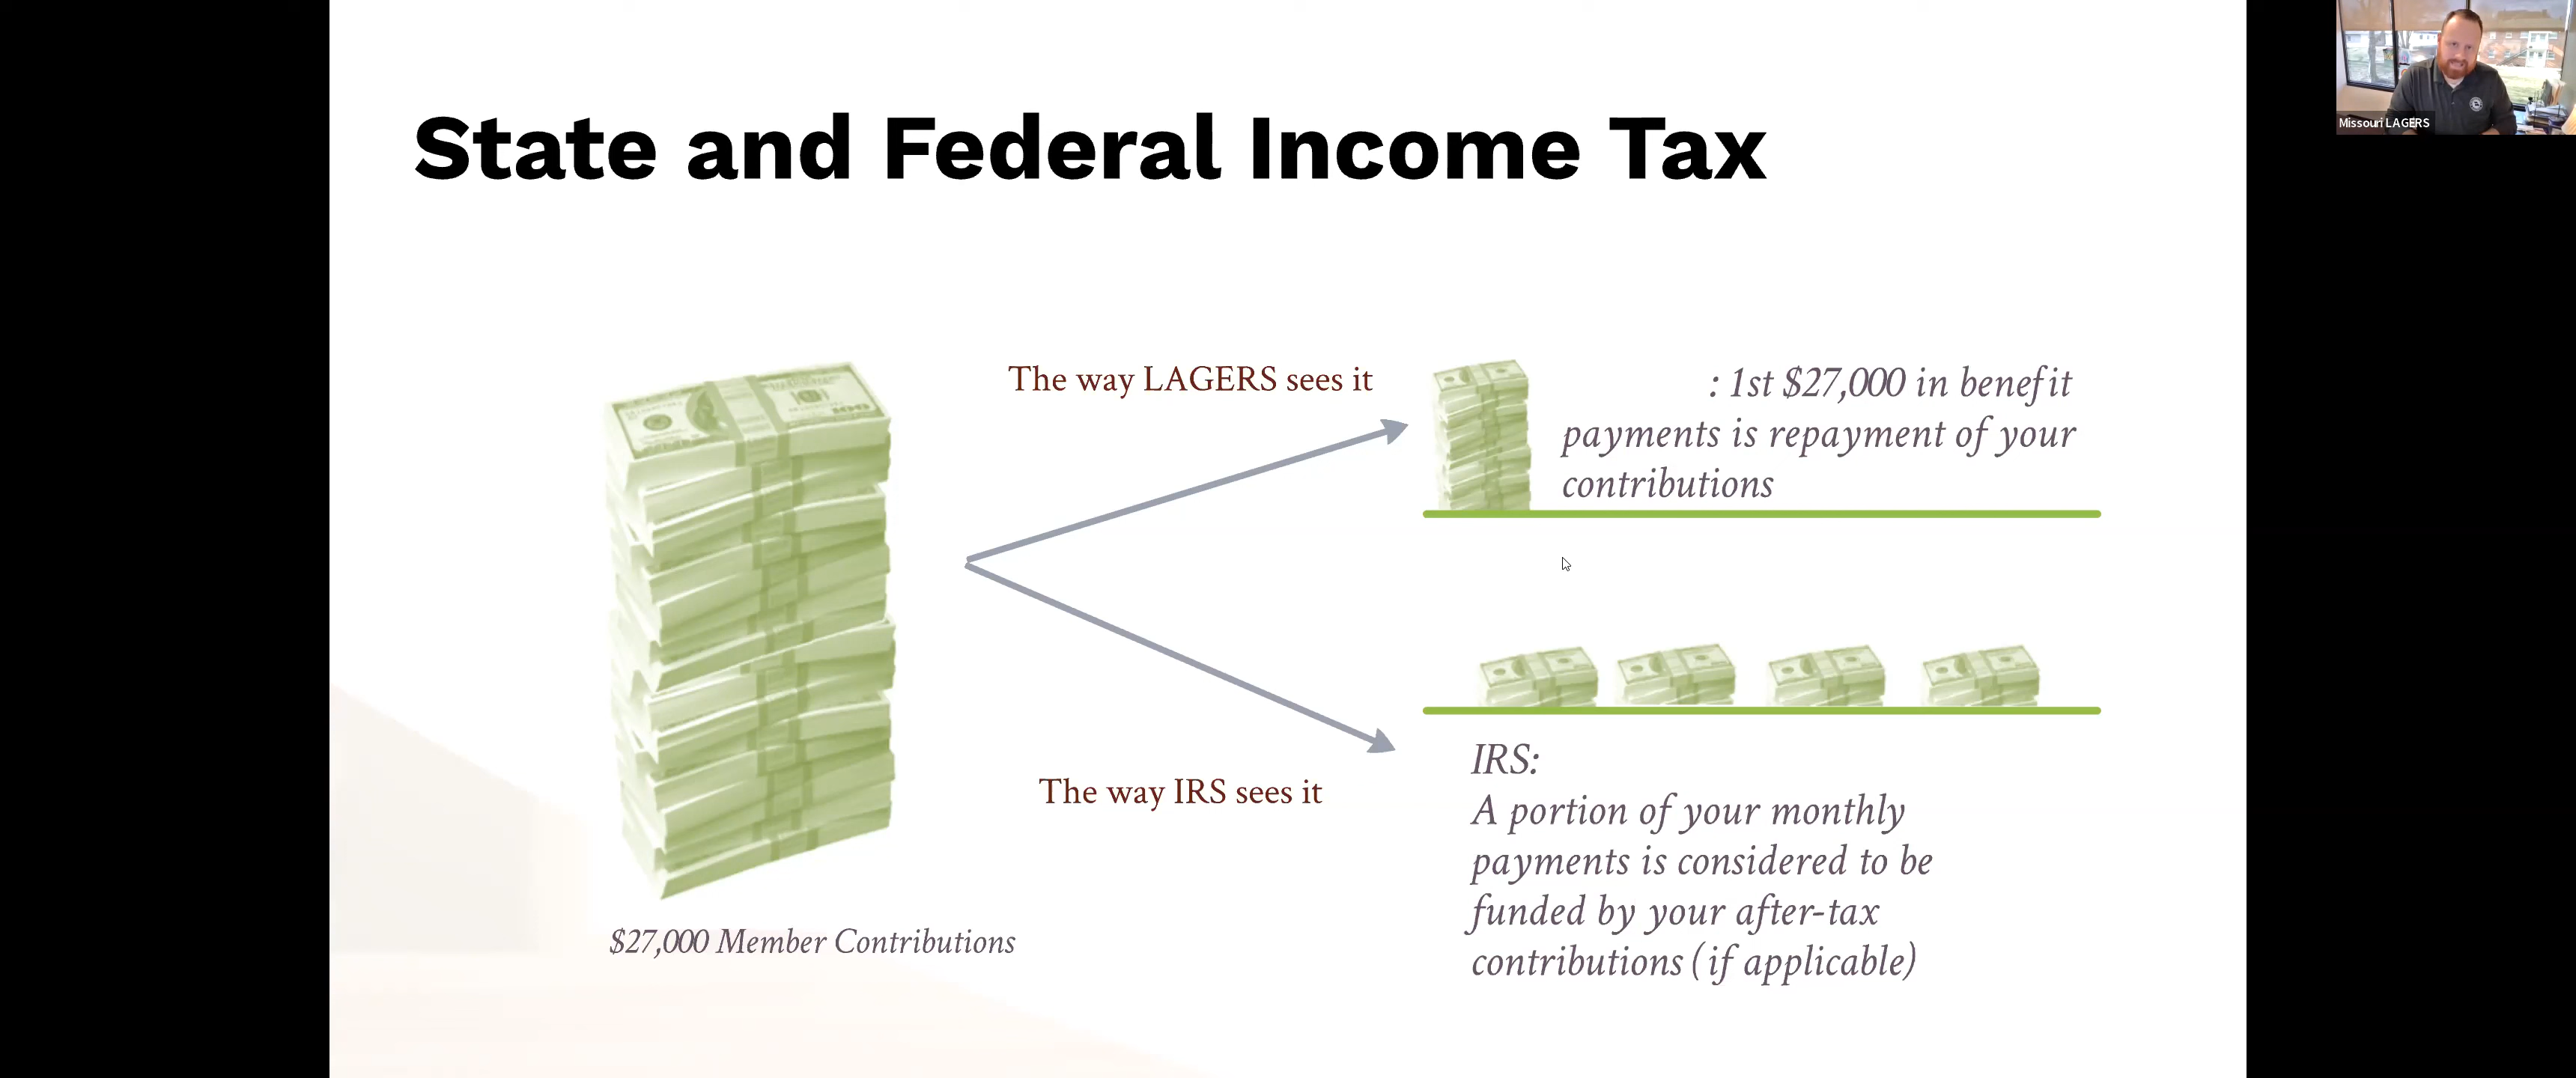 State and Federal Income Tax
Missouri LAGERS
The way LAGERS sees it
: 1st $27,000 in benefit
payments is repayment of your
contributions
The way IRS sees it
IRS:
A portion of your monthly
payments is considered to be
funded by your after-tax
contributions (if applicable)
$27,000 Member Contributions